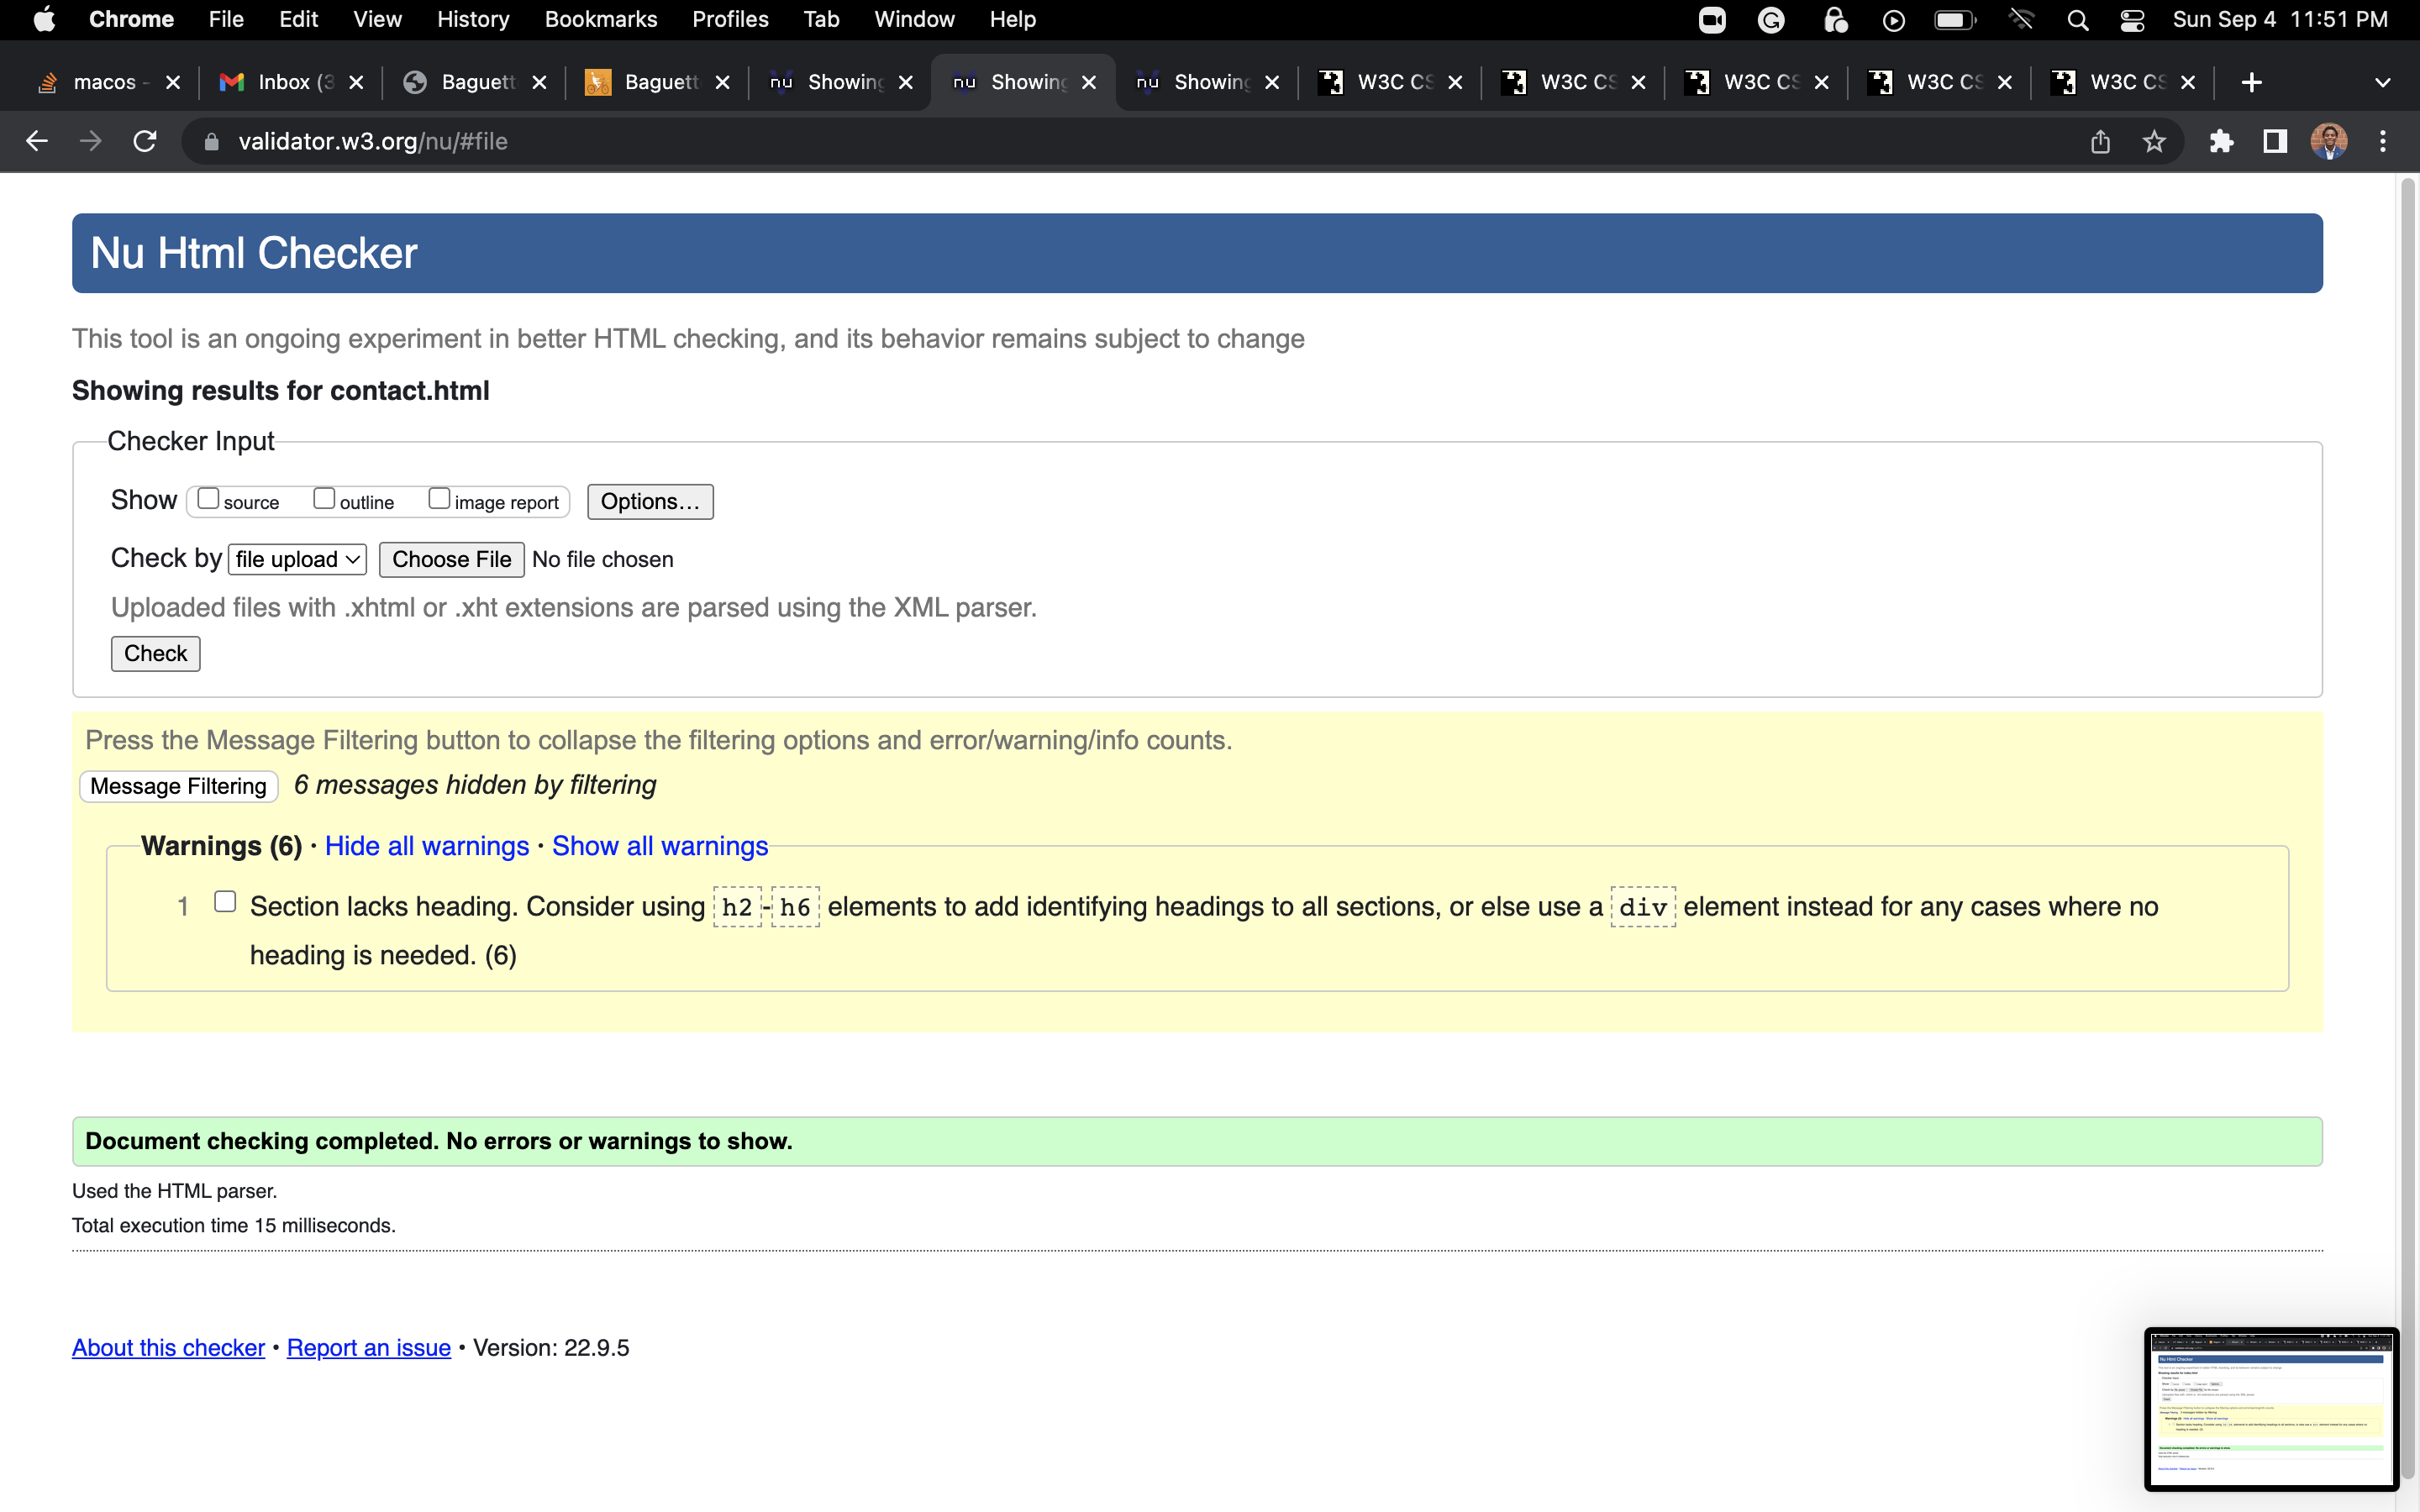 Chrome File Edit View History Bookmarks Profiles Tab Window Help Sun Sep 4 11:51 PM
macos - Inbox (3 Baguett Baguett Showing Showing Showing W3C CS W3C CS W3C CS W3C CS W3C CS
validator.w3.org/nu/#file
Nu Html Checker
This tool is an ongoing experiment in better HTML checking, and its behavior remains subject to change
Showing results for contact.html
Checker Input
Show source outline image report Options...
Check by file upload Choose File No file chosen
Uploaded files with .xhtml or .xht extensions are parsed using the XML parser.
Check
Press the Message Filtering button to collapse the filtering options and error/warning/info counts.
Message Filtering 6 messages hidden by filtering
Warnings (6) · Hide all warnings · Show all warnings
1 Section lacks heading. Consider using h2-h6 elements to add identifying headings to all sections, or else use a div element instead for any cases where no
heading is needed. (6)
Document checking completed. No errors or warnings to show.
Used the HTML parser.
Total execution time 15 milliseconds.
About this checker • Report an issue • Version: 22.9.5